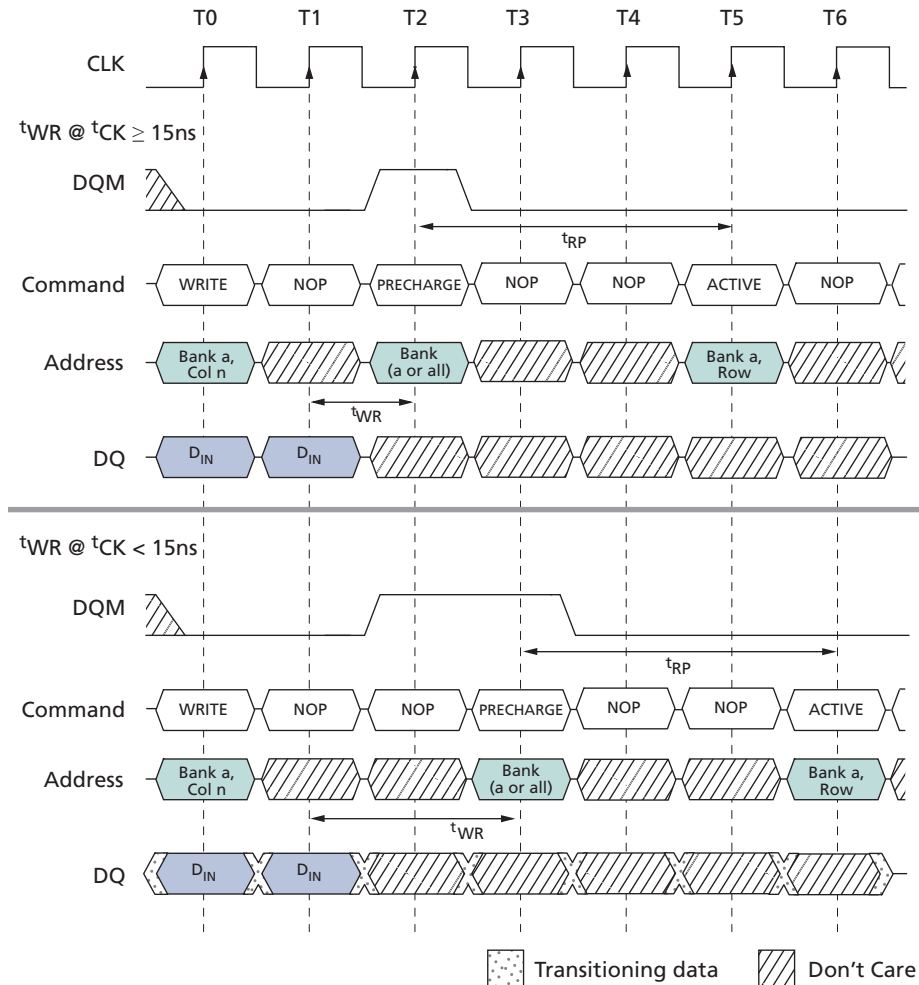 T0 T1 T2 T3 T4 T5 T6
CLK
tWR @ tCK ≥ 15ns
DQM
tRP
Command WRITE NOP PRECHARGE NOP NOP ACTIVE NOP
Address Bank a, Col n Bank (a or all) Bank a, Row
tWR
DQ DIN DIN
tWR @ tCK < 15ns
DQM
tRP
Command WRITE NOP NOP PRECHARGE NOP NOP ACTIVE
Address Bank a, Col n Bank (a or all) Bank a, Row
tWR
DQ DIN DIN
Transitioning data Don't Care